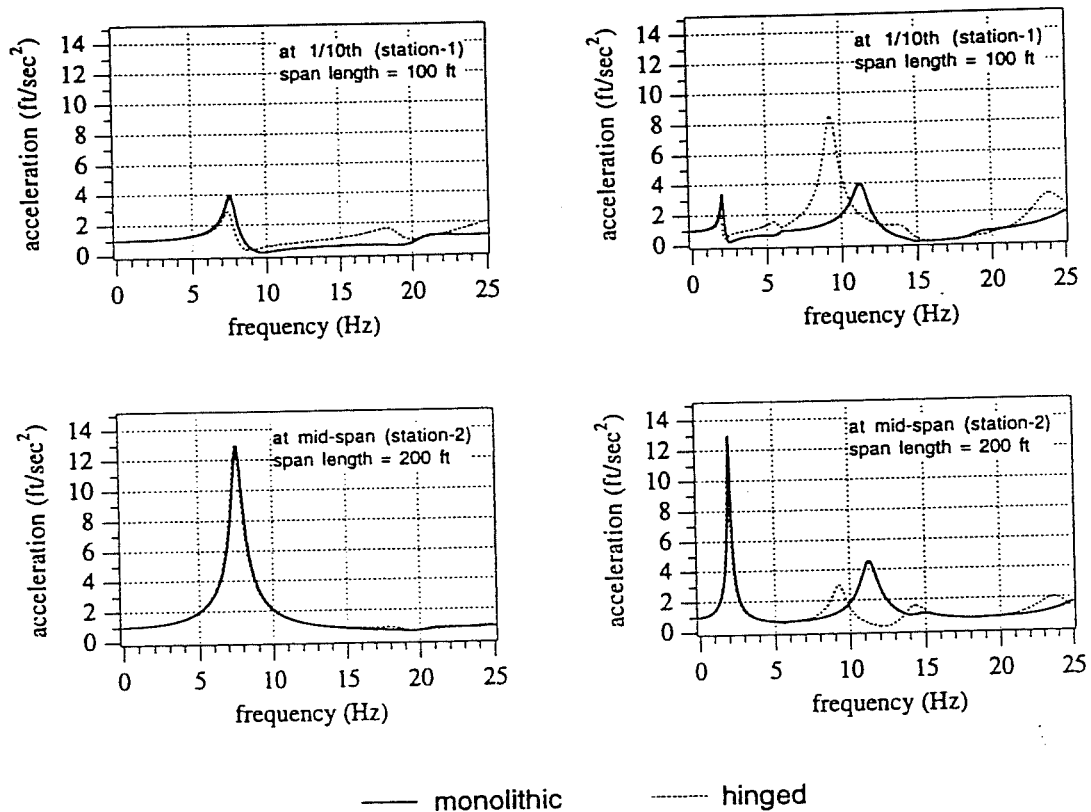 at 1/10th (station-1)
span length = 100 ft
acceleration (ft/sec2)
14
12
10
8
6
4
2
0
0 5 10 15 20 25
frequency (Hz)
at 1/10th (station-1)
span length = 100 ft
acceleration (ft/sec2)
14
12
10
8
6
4
2
0
0 5 10 15 20 25
frequency (Hz)
at mid-span (station-2)
span length = 200 ft
acceleration (ft/sec2)
14
12
10
8
6
4
2
0
0 5 10 15 20 25
frequency (Hz)
at mid-span (station-2)
span length = 200 ft
acceleration (ft/sec2)
14
12
10
8
6
4
2
0
0 5 10 15 20 25
frequency (Hz)
monolithic hinged